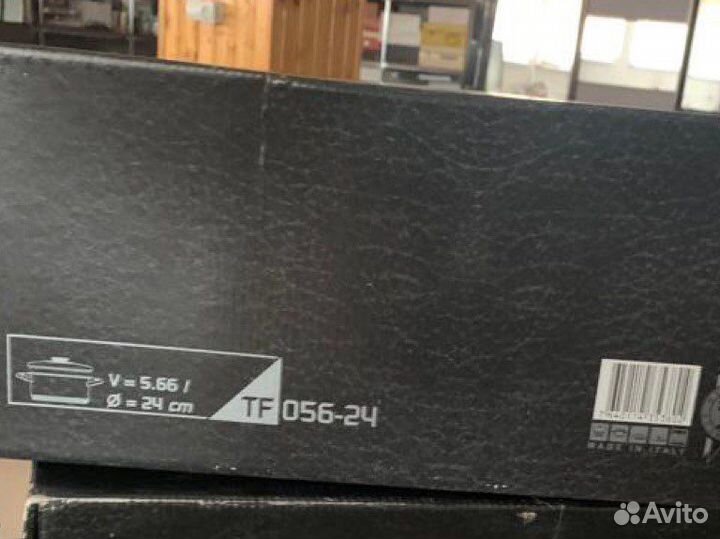 V = 5.66 l
Ø = 24 cm
TF 056-24
MADE IN ITALY
Avito